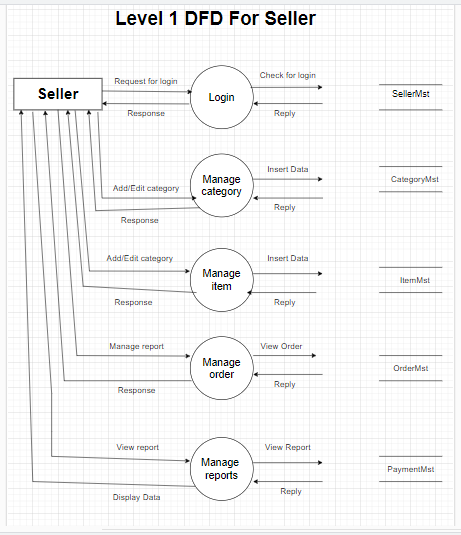 Level 1 DFD For Seller
Request for login
Check for login
Seller
Login
SellerMst
Response
Reply
Insert Data
Manage
category
CategoryMst
Add/Edit category
Reply
Response
Add/Edit category
Insert Data
Manage
item
ItemMst
Response
Reply
Manage report
View Order
Manage
order
OrderMst
Response
Reply
View report
View Report
Manage
reports
PaymentMst
Display Data
Reply